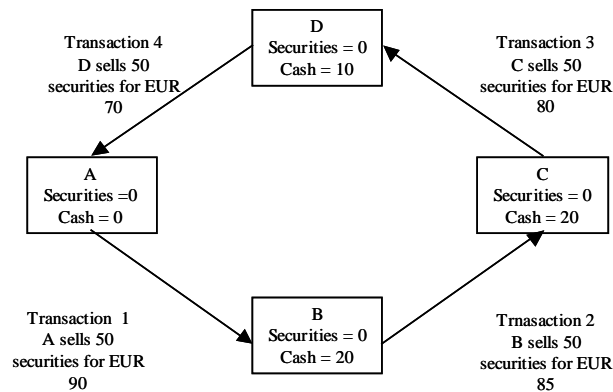 Transaction 4
D sells 50
securities for EUR
70
D
Securities = 0
Cash = 10
Transaction 3
C sells 50
securities for EUR
80
A
Securities =0
Cash = 0
C
Securities = 0
Cash = 20
Transaction 1
A sells 50
securities for EUR
90
B
Securities = 0
Cash = 20
Trnasaction 2
B sells 50
securities for EUR
85